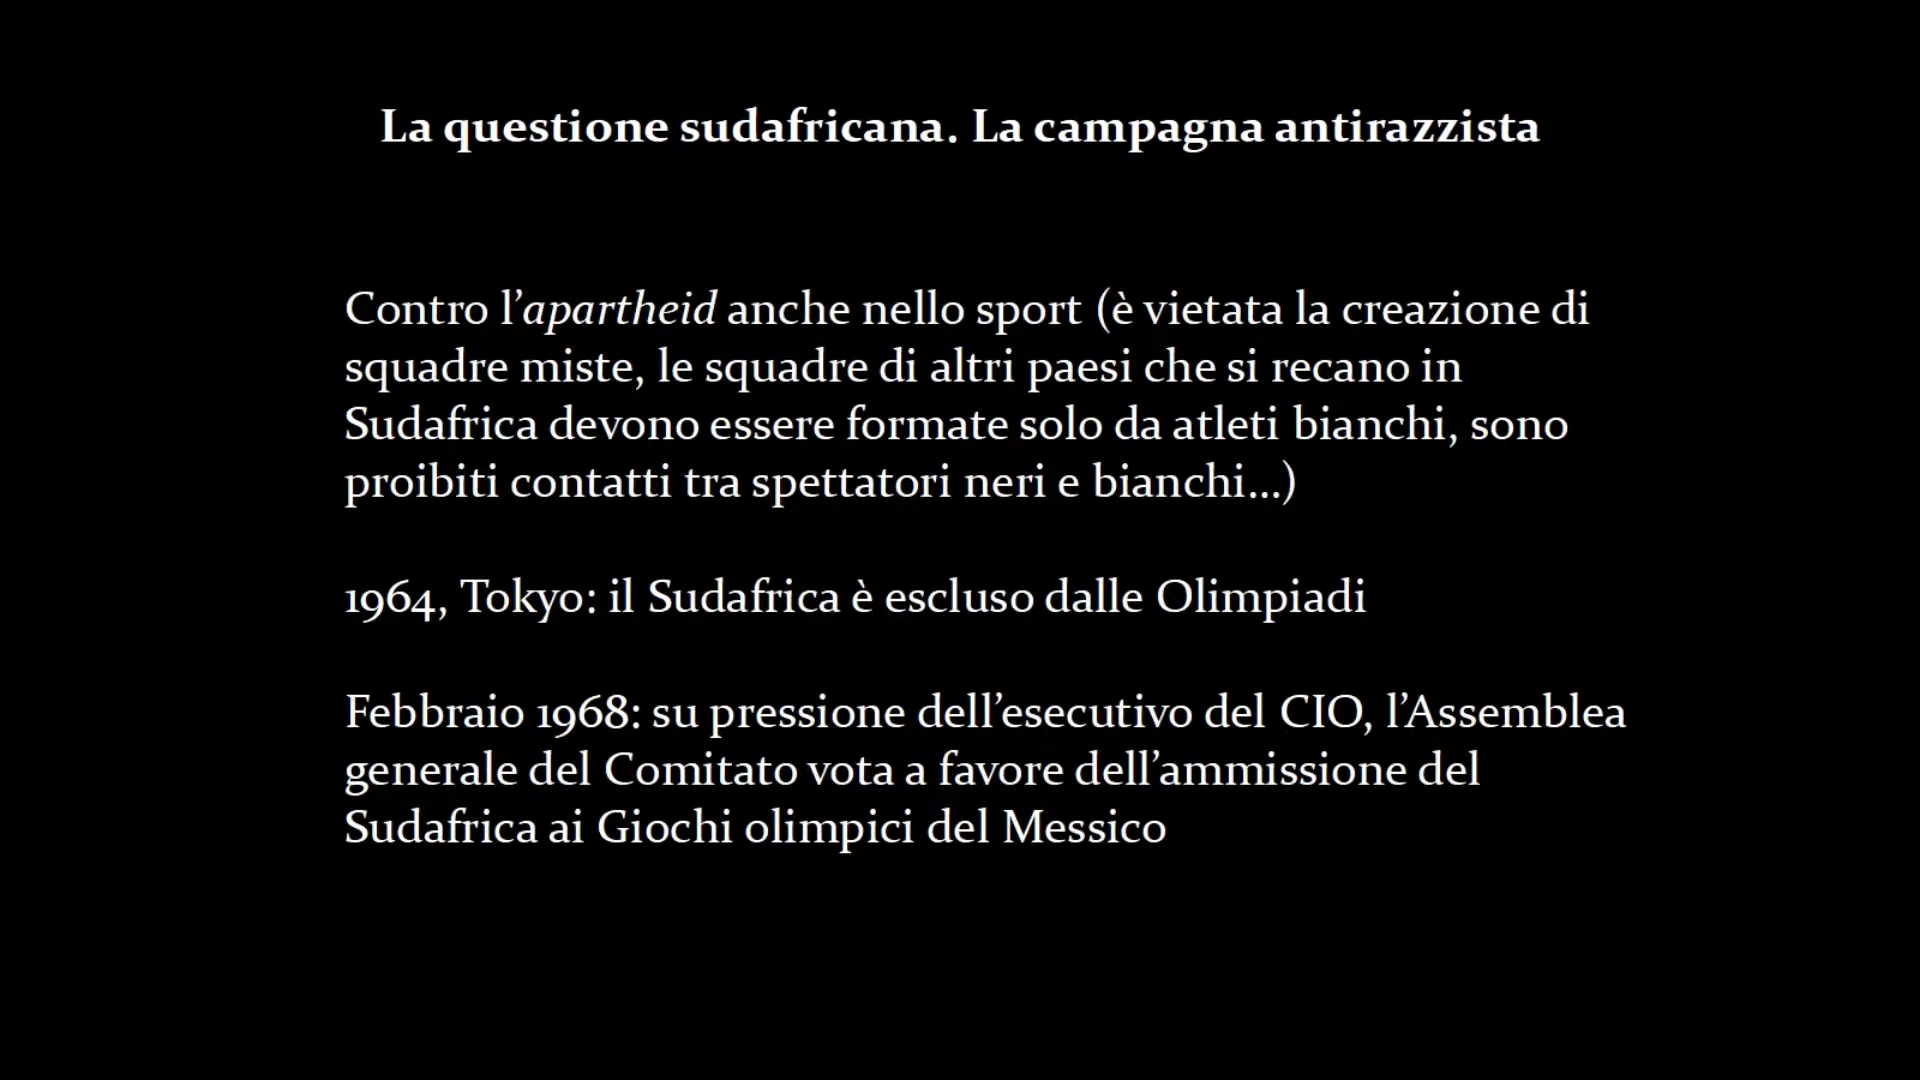 La questione sudafricana. La campagna antirazzista
Contro l’apartheid anche nello sport (è vietata la creazione di
squadre miste, le squadre di altri paesi che si recano in
Sudafrica devono essere formate solo da atleti bianchi, sono
proibiti contatti tra spettatori neri e bianchi...)
1964, Tokyo: il Sudafrica è escluso dalle Olimpiadi
Febbraio 1968: su pressione dell’esecutivo del CIO, l’Assemblea
generale del Comitato vota a favore dell’ammissione del
Sudafrica ai Giochi olimpici del Messico